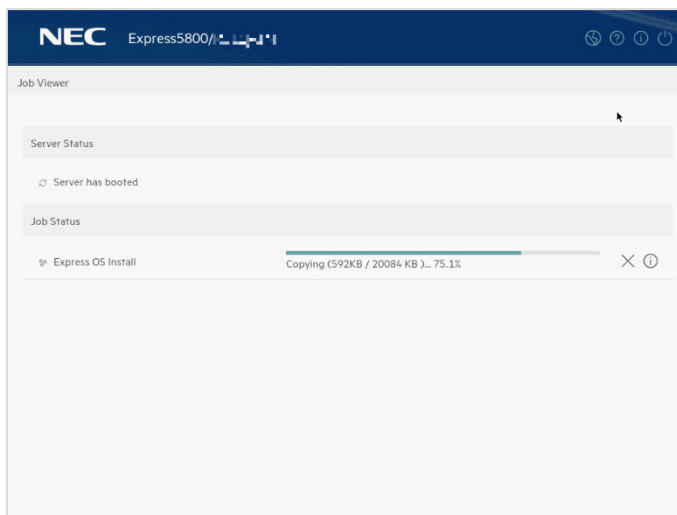 NEC Express5800/
Job Viewer
Server Status
Server has booted
Job Status
Express OS Install
Copying (592KB / 20084 KB )... 75.1%